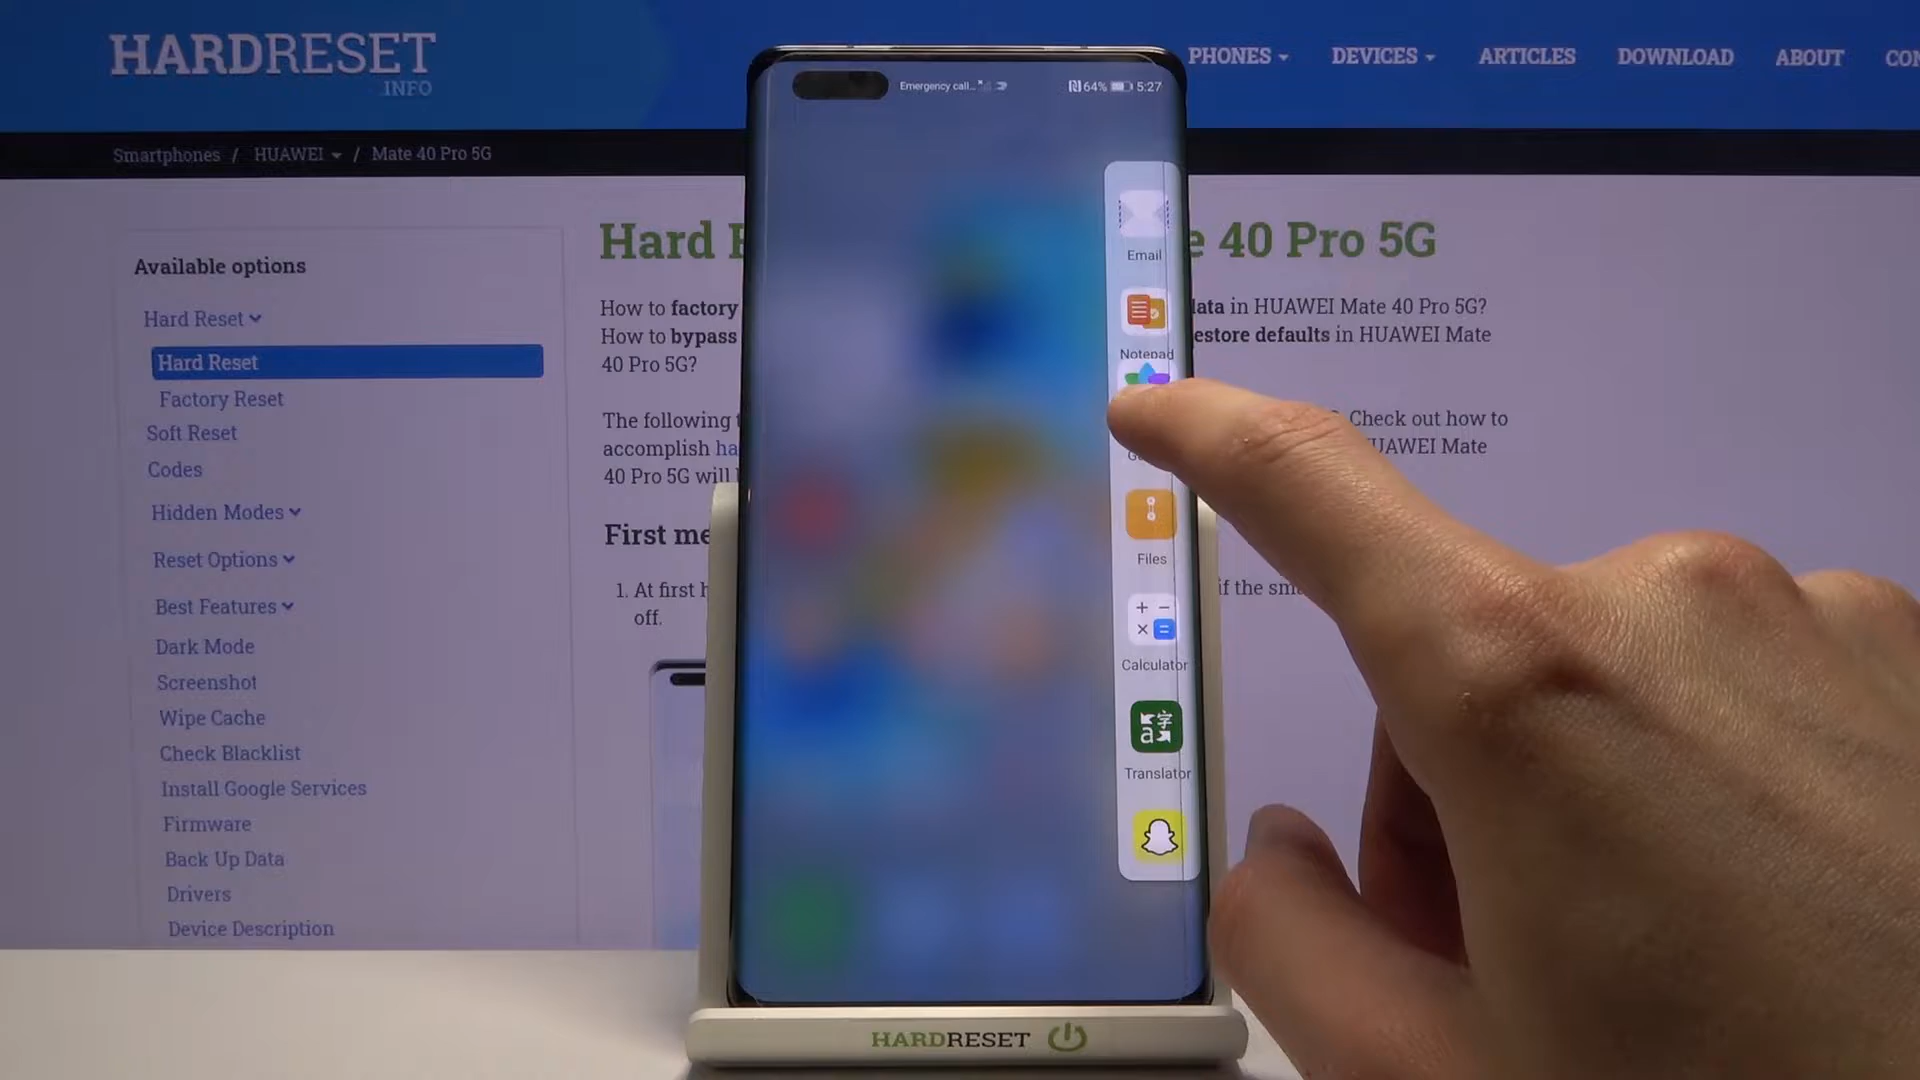 HARDRESET
.INFO
PHONES
DEVICES
ARTICLES
DOWNLOAD
ABOUT
Smartphones / HUAWEI / Mate 40 Pro 5G
Available options
Hard Reset
Hard Reset
Factory Reset
Soft Reset
Codes
Hidden Modes
Reset Options
Best Features
Dark Mode
Screenshot
Wipe Cache
Check Blacklist
Install Google Services
Firmware
Back Up Data
Drivers
Device Description
Hard
40 Pro 5G
How to factory
data in HUAWEI Mate 40 Pro 5G?
How to bypass
restore defaults in HUAWEI Mate
40 Pro 5G?
The following
Check out how to
accomplish
HUAWEI Mate
40 Pro 5G will
First
1. At first
if the
off.
Emergency call...
64% 5:27
Email
Notepad
Files
Calculator
Translator
HARDRESET